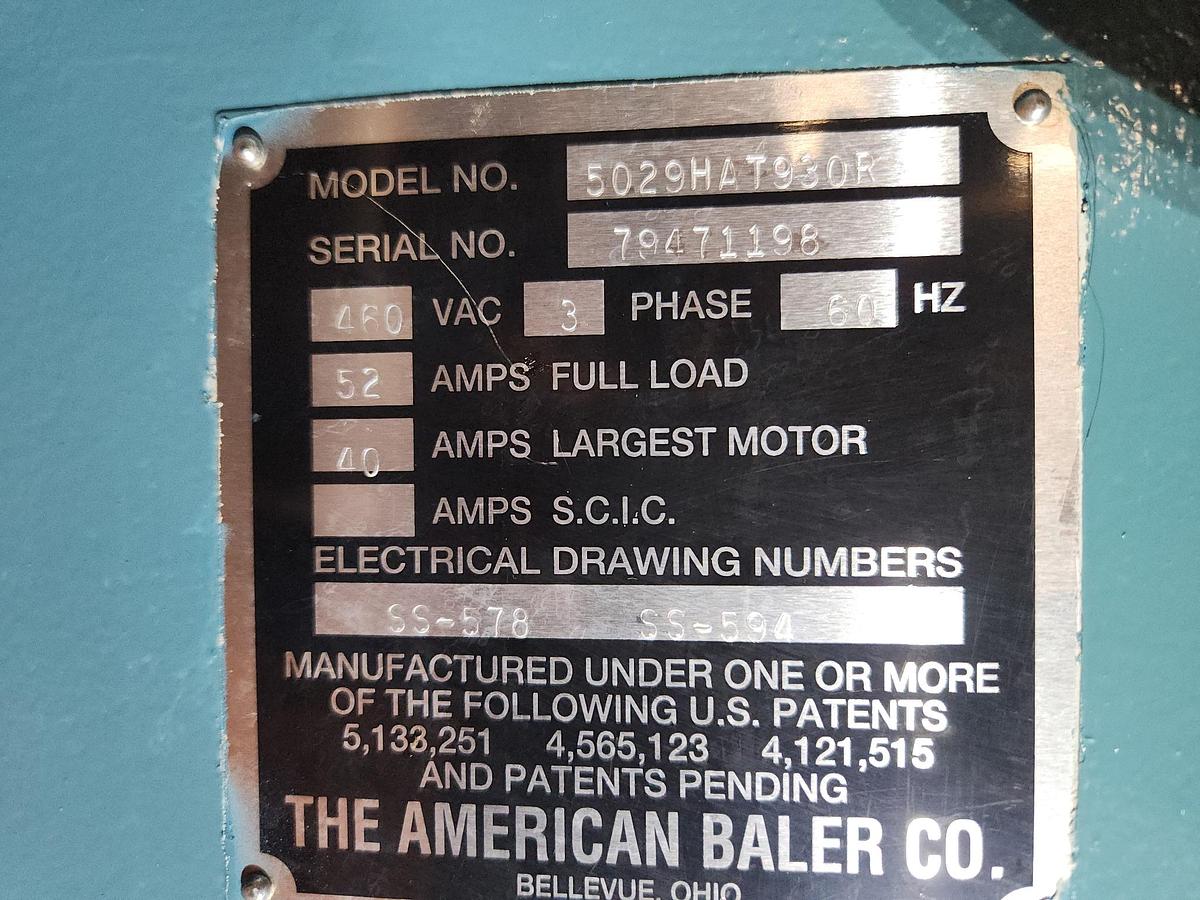 MODEL NO. 5029HAT930R
SERIAL NO. 79471198
460 VAC 3 PHASE 60 HZ
52 AMPS FULL LOAD
40 AMPS LARGEST MOTOR
AMPS S.C.I.C.
ELECTRICAL DRAWING NUMBERS
SS-578 SS-594
MANUFACTURED UNDER ONE OR MORE
OF THE FOLLOWING U.S. PATENTS
5,133,251 4,565,123 4,121,515
AND PATENTS PENDING
THE AMERICAN BALER CO.
BELLEVUE, OHIO